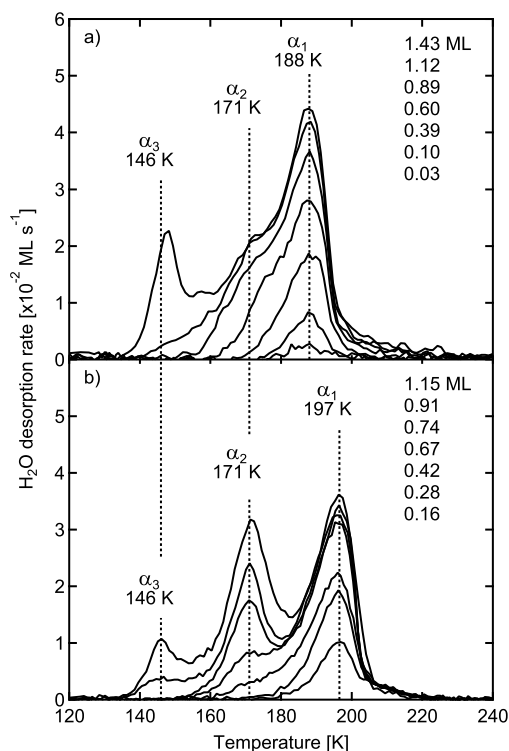 6
5
4
3
2
1
0
a)
α1
188 K
α2
171 K
α3
146 K
1.43 ML
1.12
0.89
0.60
0.39
0.10
0.03
H2O desorption rate [x10-2 ML s-1]
5
4
3
2
1
0
b)
α1
197 K
α2
171 K
α3
146 K
1.15 ML
0.91
0.74
0.67
0.42
0.28
0.16
120 140 160 180 200 220 240
Temperature [K]